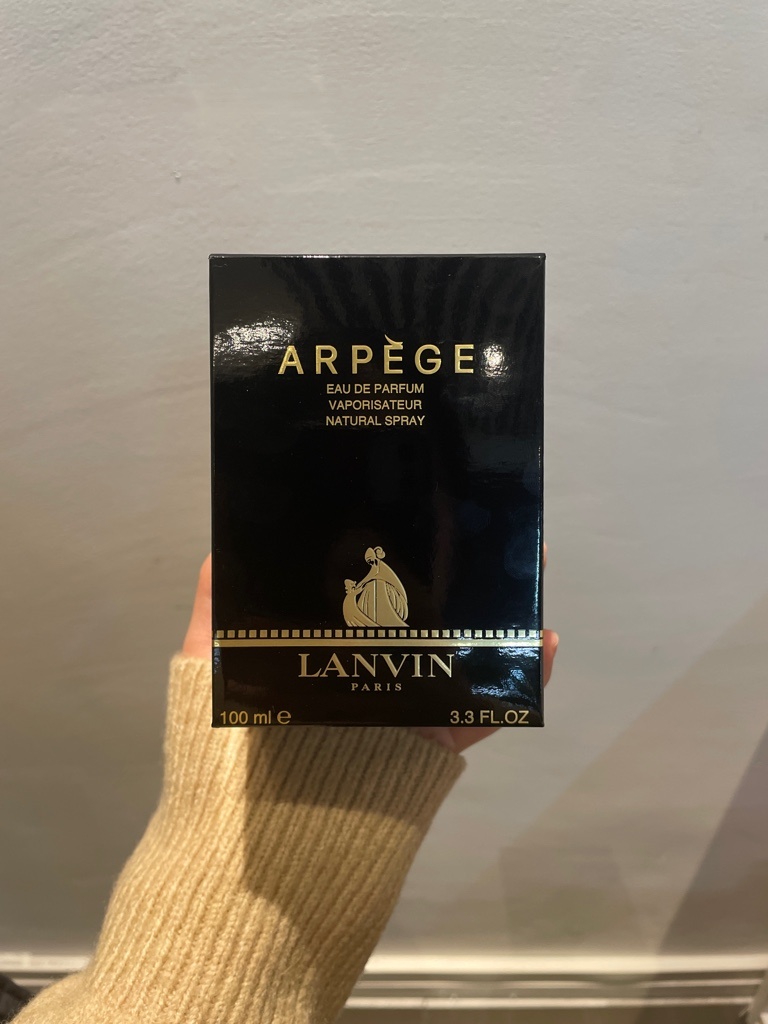 ARPÈGE
EAU DE PARFUM
VAPORISATEUR
NATURAL SPRAY
LANVIN
PARIS
100 ml ℮ 3.3 FL.OZ